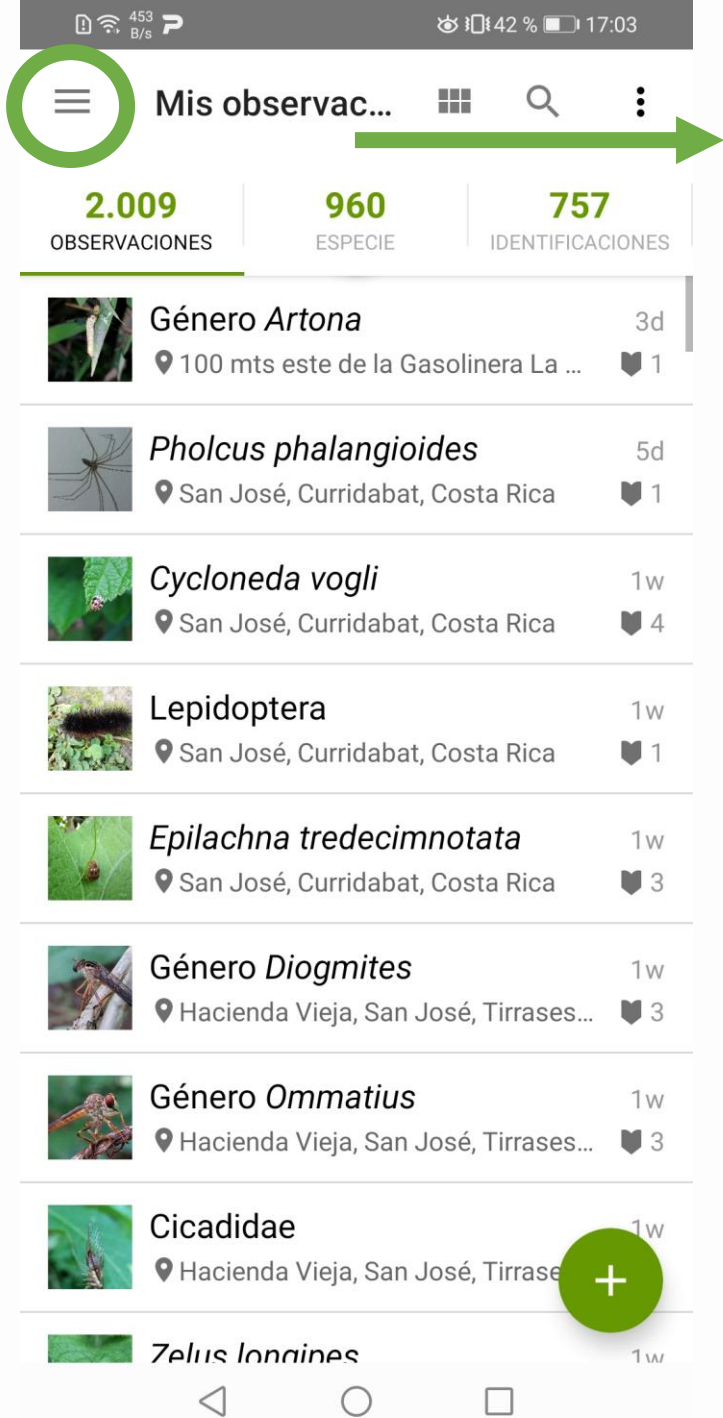 453 B/s 42 % 17:03
Mis observac...
2.009 960 757
OBSERVACIONES ESPECIE IDENTIFICACIONES
Género Artona 3d
100 mts este de la Gasolinera La ... 1
Pholcus phalangioides 5d
San José, Curridabat, Costa Rica 1
Cycloneda vogli 1w
San José, Curridabat, Costa Rica 4
Lepidoptera 1w
San José, Curridabat, Costa Rica 1
Epilachna tredecimnotata 1w
San José, Curridabat, Costa Rica 3
Género Diogmites 1w
Hacienda Vieja, San José, Tirrases... 3
Género Ommatius 1w
Hacienda Vieja, San José, Tirrases... 3
Cicadidae 1w
Hacienda Vieja, San José, Tirrase
Zelus longipes 1w